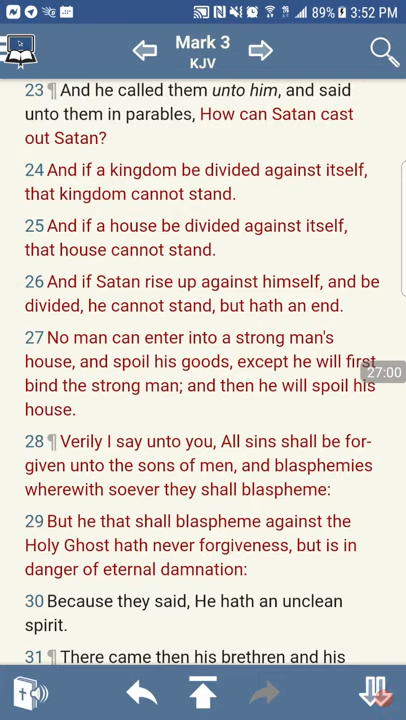 89% 3:52 PM
Mark 3
KJV
23 ¶ And he called them unto him, and said
unto them in parables, How can Satan cast
out Satan?
24 And if a kingdom be divided against itself,
that kingdom cannot stand.
25 And if a house be divided against itself,
that house cannot stand.
26 And if Satan rise up against himself, and be
divided, he cannot stand, but hath an end.
27 No man can enter into a strong man's
house, and spoil his goods, except he will first
bind the strong man; and then he will spoil his
house.
27:00
28 ¶ Verily I say unto you, All sins shall be for-
given unto the sons of men, and blasphemies
wherewith soever they shall blaspheme:
29 But he that shall blaspheme against the
Holy Ghost hath never forgiveness, but is in
danger of eternal damnation:
30 Because they said, He hath an unclean
spirit.
31 ¶ There came then his brethren and his